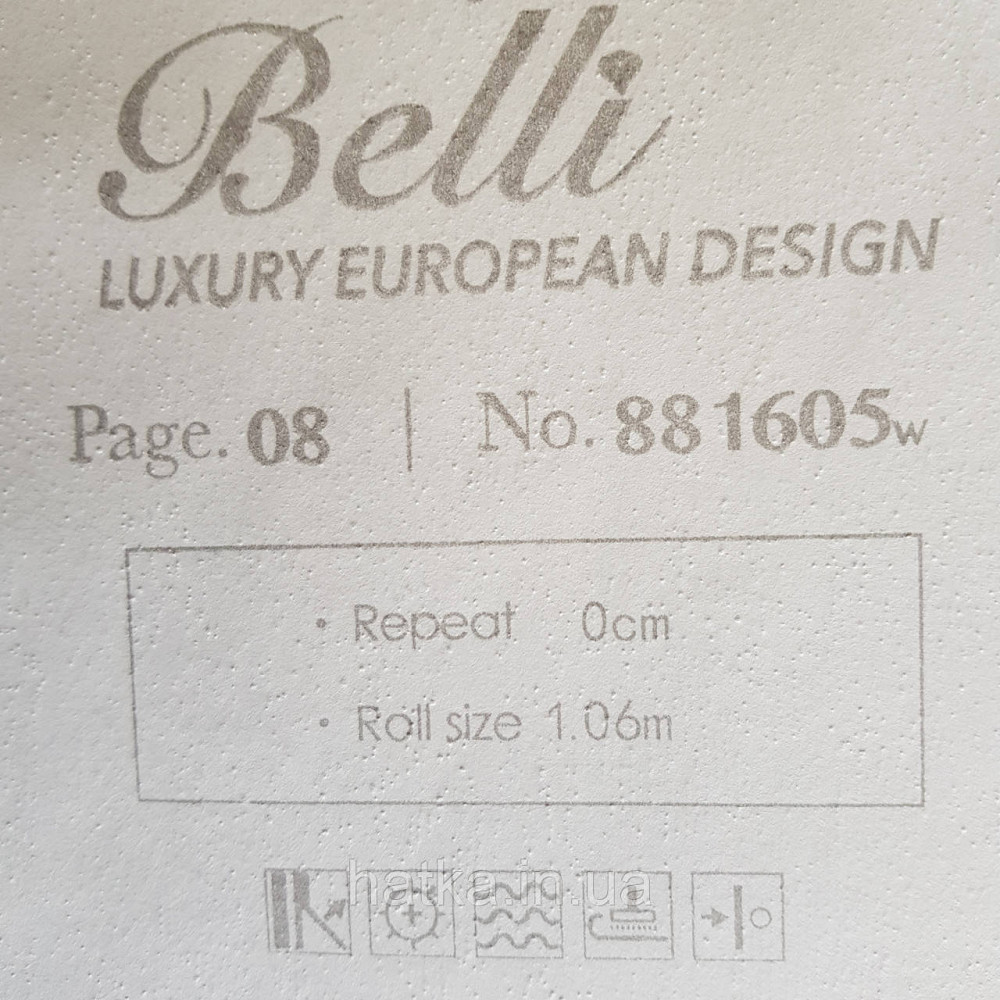 Belli
LUXURY EUROPEAN DESIGN
Page. 08 | No. 881605w
• Repeat 0cm
• Roll size 1.06m
hatka.in.ua